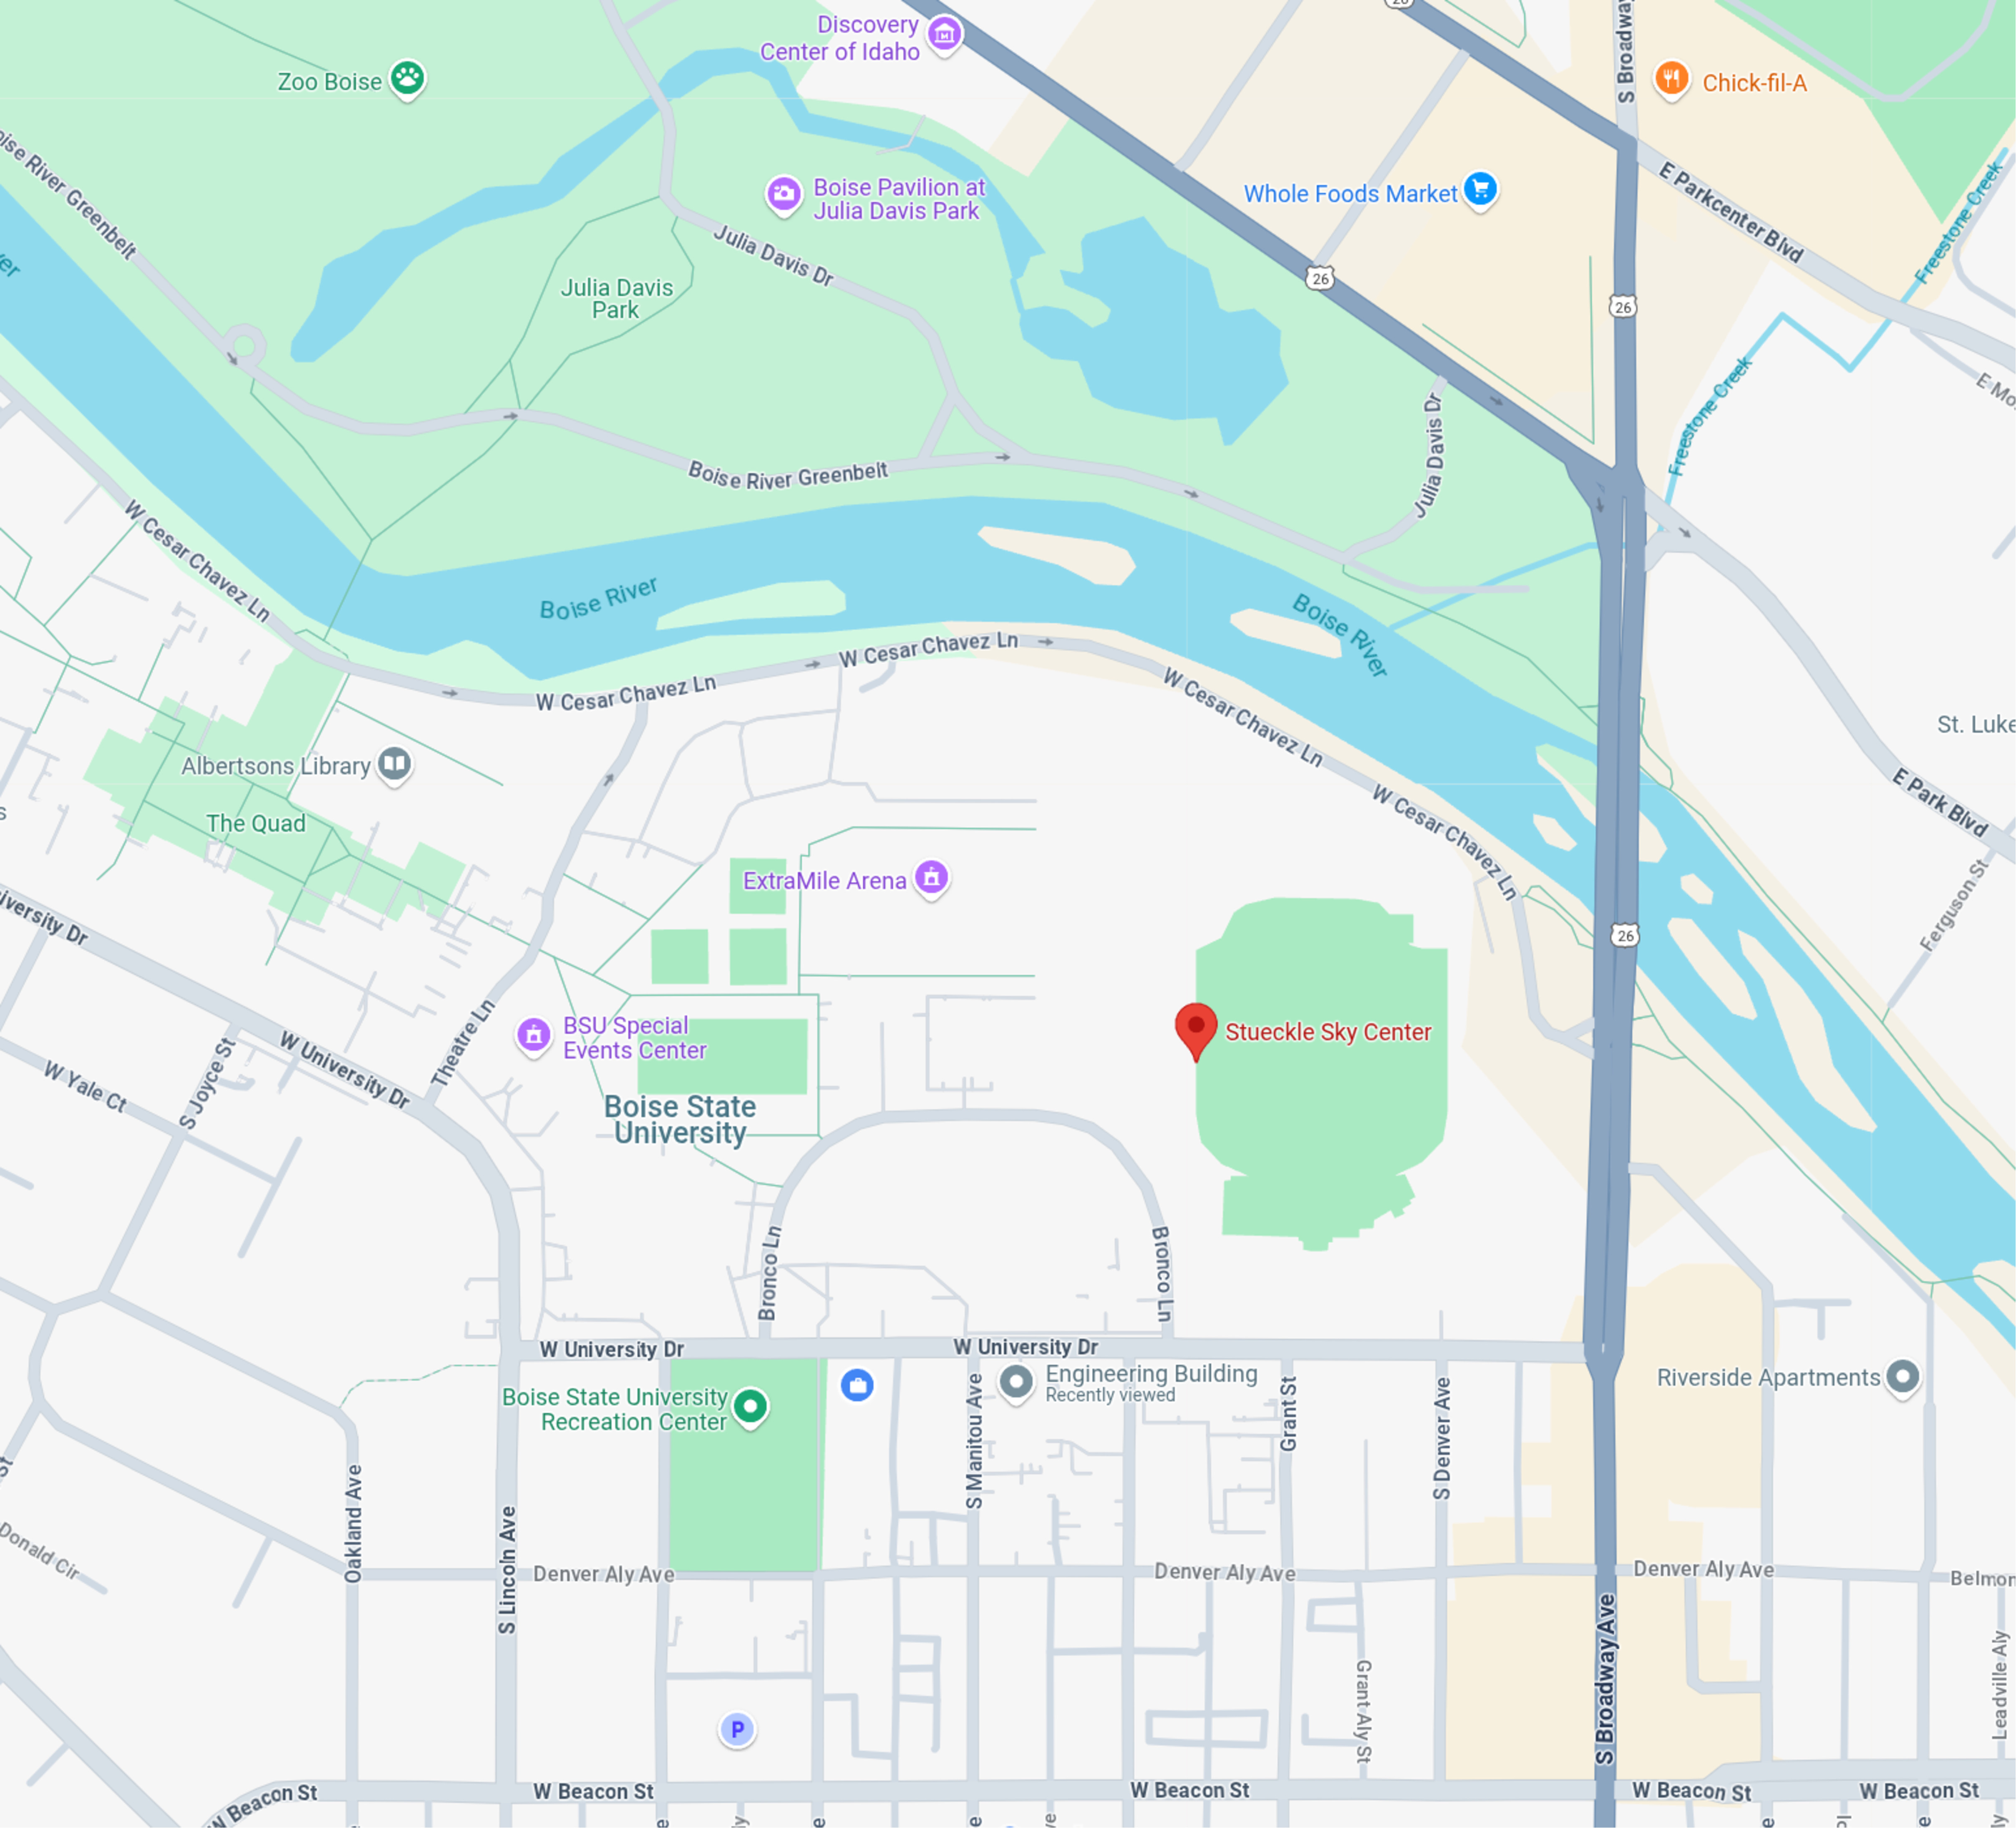 Discovery
Center of Idaho
26
S Broadway
Zoo Boise
Chick-fil-A
Boise River Greenbelt
Boise Pavilion at
Julia Davis Park
Whole Foods Market
E Parkcenter Blvd
Freestone Creek
Julia Davis Dr
Julia Davis
Park
26
26
Freestone Creek
E Mo
Julia Davis Dr
Boise River Greenbelt
W Cesar Chavez Ln
Boise River
Boise River
W Cesar Chavez Ln
W Cesar Chavez Ln
W Cesar Chavez Ln
St. Luke
Albertsons Library
The Quad
W Cesar Chavez Ln
E Park Blvd
ExtraMile Arena
Ferguson St
iversity Dr
26
BSU Special
Events Center
Stueckle Sky Center
Theatre Ln
W University Dr
S Joyce St
W Yale Ct
Boise State
University
Bronco Ln
Bronco Ln
W University Dr
W University Dr
Engineering Building
Recently viewed
Riverside Apartments
Boise State University
Recreation Center
S Manitou Ave
Grant St
S Denver Ave
Oakland Ave
S Lincoln Ave
Donald Cir
Denver Aly Ave
Denver Aly Ave
Denver Aly Ave
Belmon
S Broadway Ave
Grant Aly St
Leadville Aly
P
W Beacon St
W Beacon St
W Beacon St
W Beacon St
W Beacon St